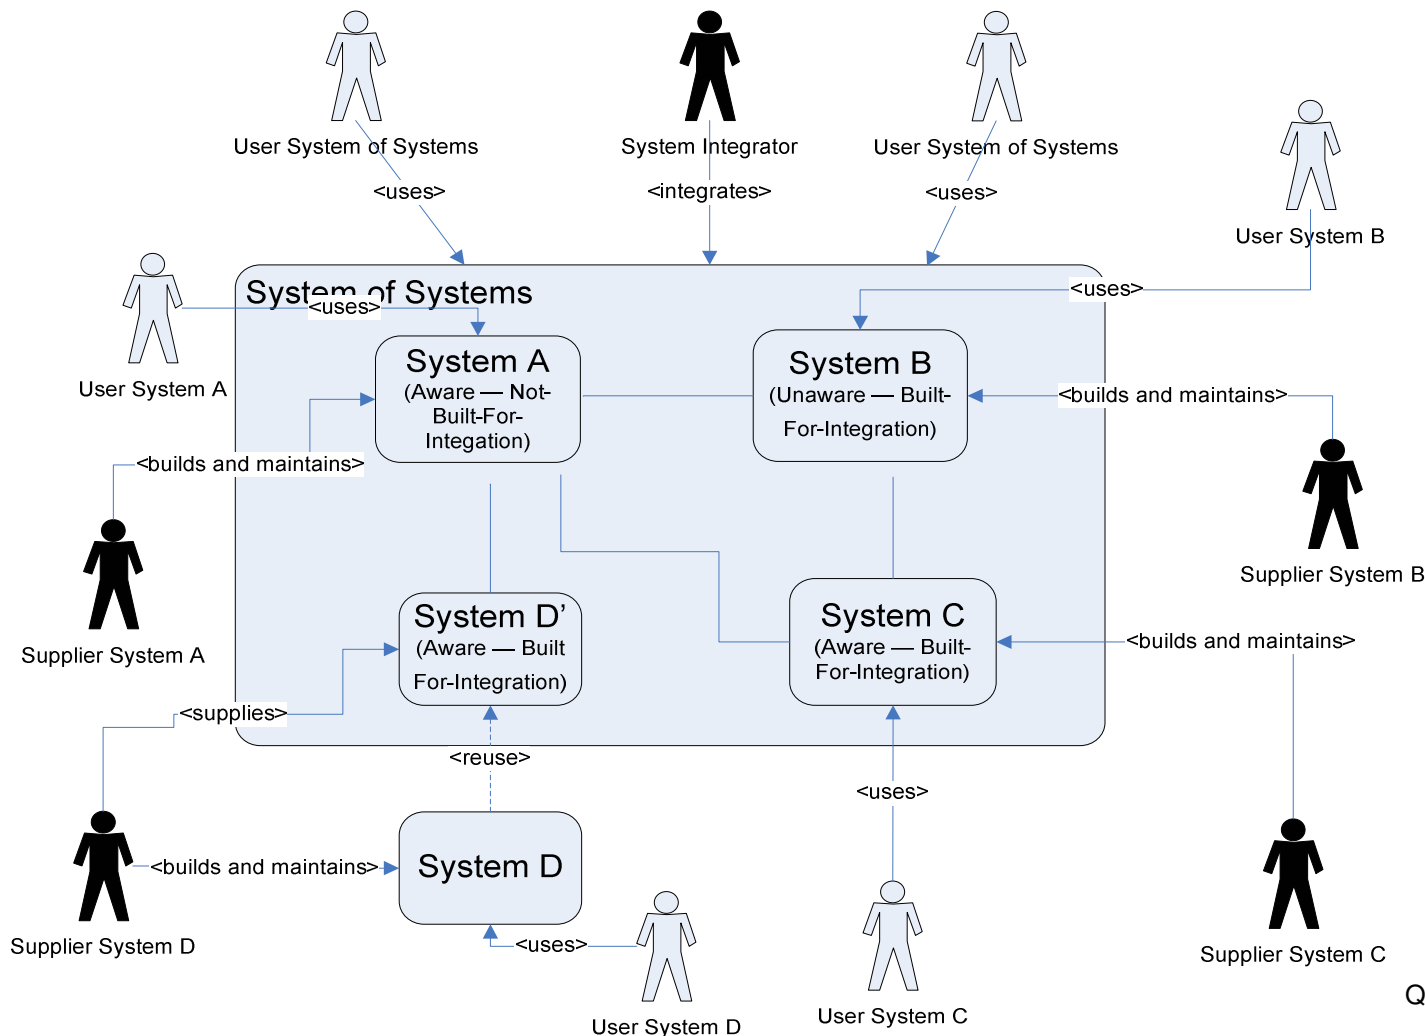 User System of Systems
System Integrator
User System of Systems
<uses>
<integrates>
<uses>
User System B
System of Systems
<uses>
<uses>
User System A
System A
(Aware — Not-
Built-For-
Integation)
System B
(Unaware — Built-
For-Integration)
<builds and maintains>
<builds and maintains>
Supplier System B
Supplier System A
System D’
(Aware — Built
For-Integration)
System C
(Aware — Built-
For-Integration)
<builds and maintains>
<supplies>
<reuse>
<uses>
<builds and maintains>
System D
Supplier System D
<uses>
Supplier System C
User System D
User System C
Q